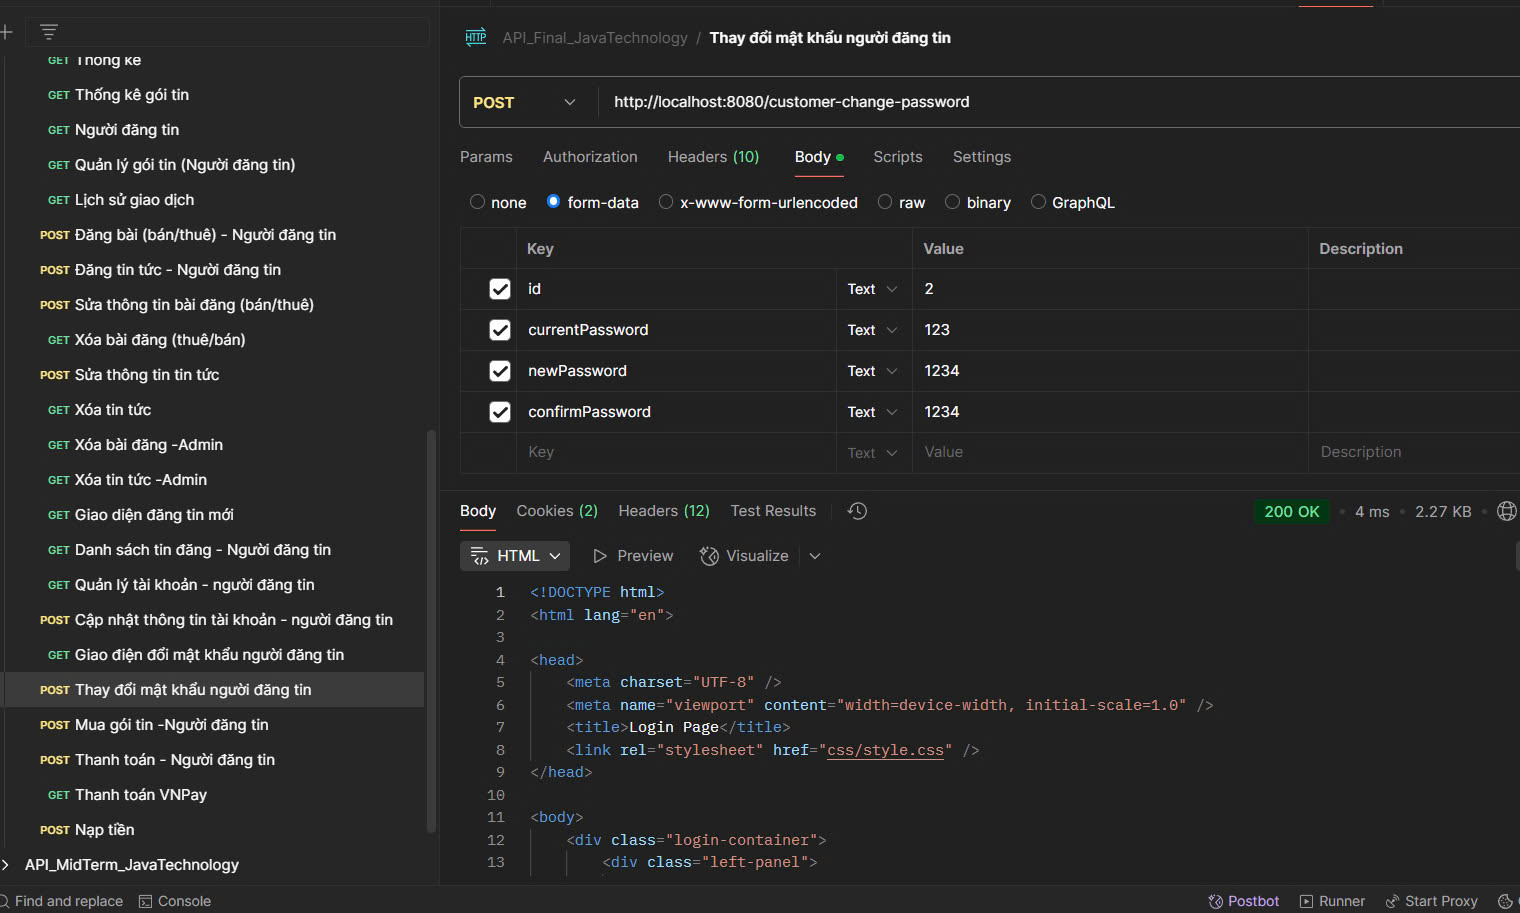 GET Thống kê
GET Thống kê gói tin
GET Người đăng tin
GET Quản lý gói tin (Người đăng tin)
GET Lịch sử giao dịch
POST Đăng bài (bán/thuê) - Người đăng tin
POST Đăng tin tức - Người đăng tin
POST Sửa thông tin bài đăng (bán/thuê)
GET Xóa bài đăng (thuê/bán)
POST Sửa thông tin tin tức
GET Xóa tin tức
GET Xóa bài đăng -Admin
GET Xóa tin tức -Admin
GET Giao diện đăng tin mới
GET Danh sách tin đăng - Người đăng tin
GET Quản lý tài khoản - người đăng tin
POST Cập nhật thông tin tài khoản - người đăng tin
GET Giao điện đổi mật khẩu người đăng tin
POST Thay đổi mật khẩu người đăng tin
POST Mua gói tin -Người đăng tin
POST Thanh toán - Người đăng tin
GET Thanh toán VNPay
POST Nạp tiền
API_MidTerm_JavaTechnology
HTTP API_Final_JavaTechnology / Thay đổi mật khẩu người đăng tin
POST http://localhost:8080/customer-change-password
Params Authorization Headers (10) Body Scripts Settings
none form-data x-www-form-urlencoded raw binary GraphQL
Key Value Description
id Text 2
currentPassword Text 123
newPassword Text 1234
confirmPassword Text 1234
Key Text Value Description
Body Cookies (2) Headers (12) Test Results 200 OK • 4 ms • 2.27 KB •
HTML Preview Visualize
1 <!DOCTYPE html>
2 <html lang="en">
3
4 <head>
5 <meta charset="UTF-8" />
6 <meta name="viewport" content="width=device-width, initial-scale=1.0" />
7 <title>Login Page</title>
8 <link rel="stylesheet" href="css/style.css" />
9 </head>
10
11 <body>
12 <div class="login-container">
13 <div class="left-panel">
Find and replace Console Postbot Runner Start Proxy